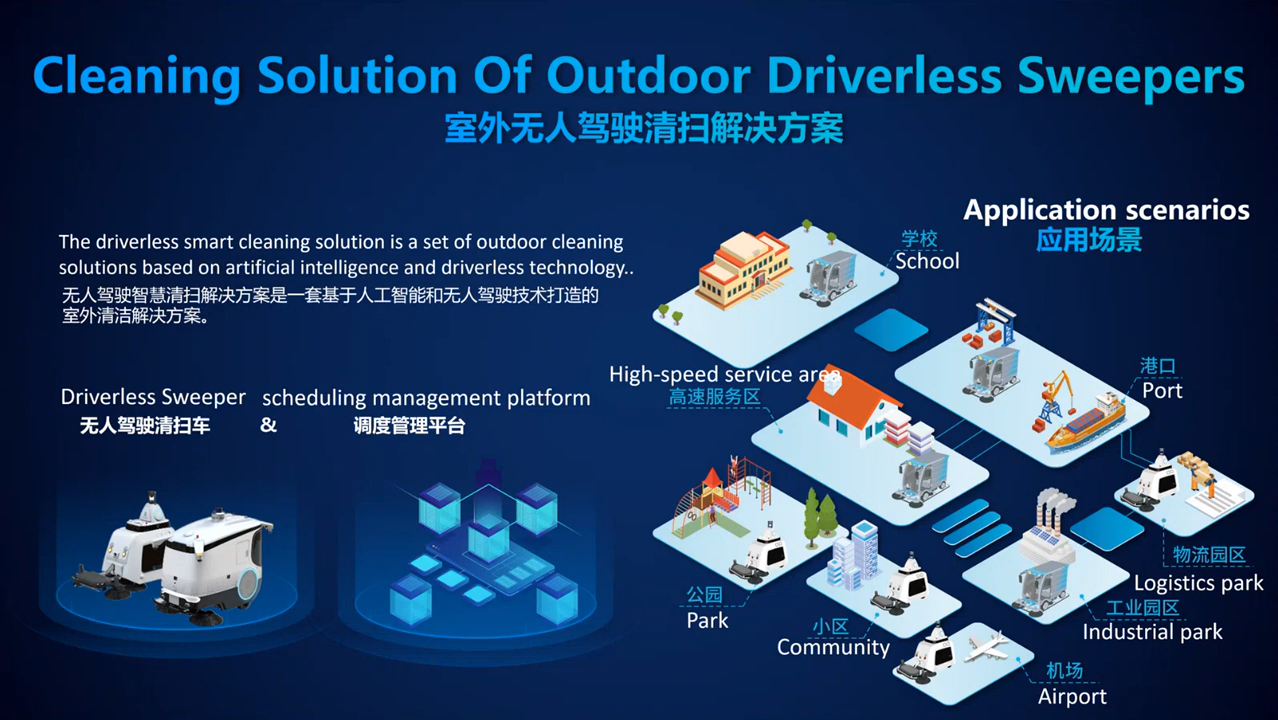 Cleaning Solution Of Outdoor Driverless Sweepers
室外无人驾驶清扫解决方案
The driverless smart cleaning solution is a set of outdoor cleaning
solutions based on artificial intelligence and driverless technology..
无人驾驶智慧清扫解决方案是一套基于人工智能和无人驾驶技术打造的
室外清洁解决方案。
Driverless Sweeper scheduling management platform
无人驾驶清扫车 & 调度管理平台
Application scenarios
应用场景
学校
School
High-speed service area
高速服务区
港口
Port
物流园区
Logistics park
公园
Park
小区
Community
工业园区
Industrial park
机场
Airport